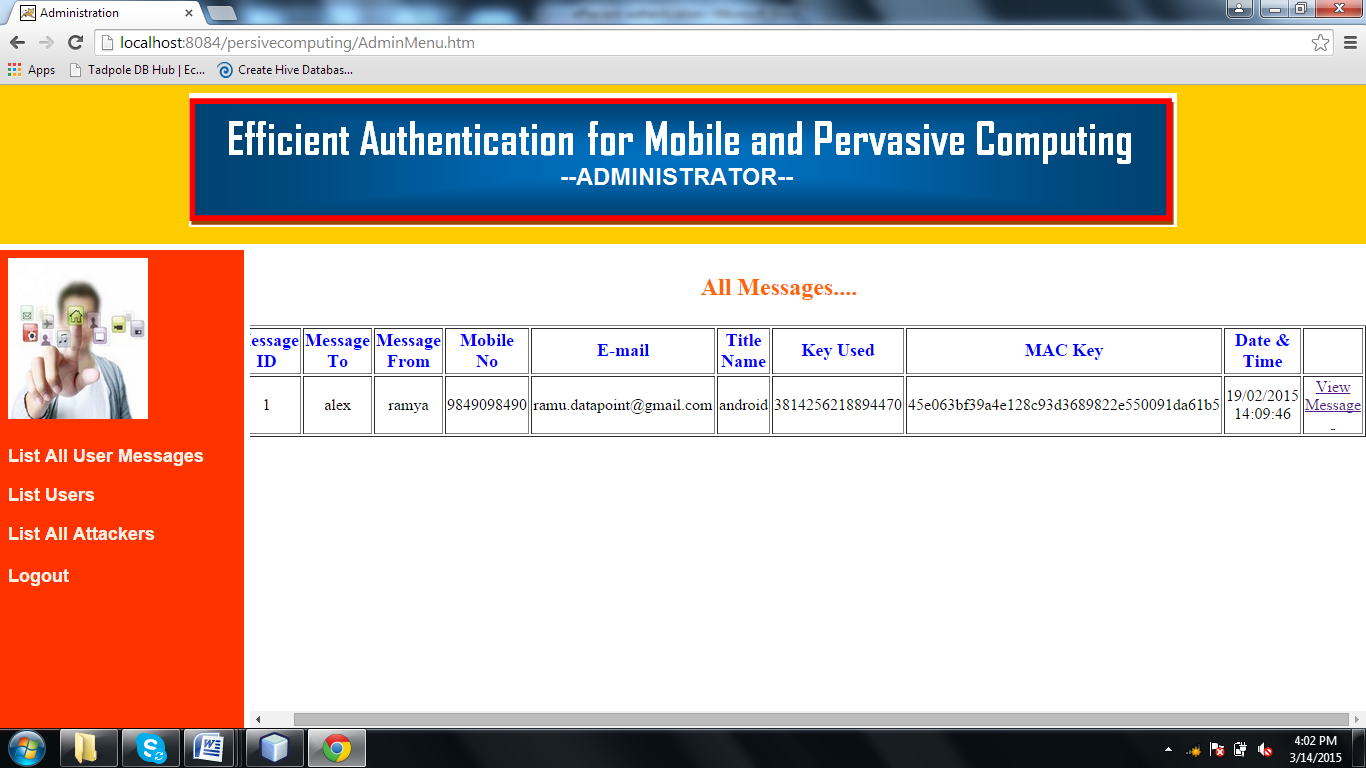 Administration
localhost:8084/persivecomputing/AdminMenu.htm
Apps Tadpole DB Hub | Ec... Create Hive Databas...
Efficient Authentication for Mobile and Pervasive Computing
--ADMINISTRATOR--
List All User Messages
List Users
List All Attackers
Logout
All Messages....
essage Message Message Mobile E-mail Title Key Used MAC Key Date &
ID To From No Name Time
1 alex ramya 9849098490 ramu.datapoint@gmail.com android 3814256218894470 45e063bf39a4e128c93d3689822e550091da61b5 19/02/2015 View
14:09:46 Message
4:02 PM
3/14/2015